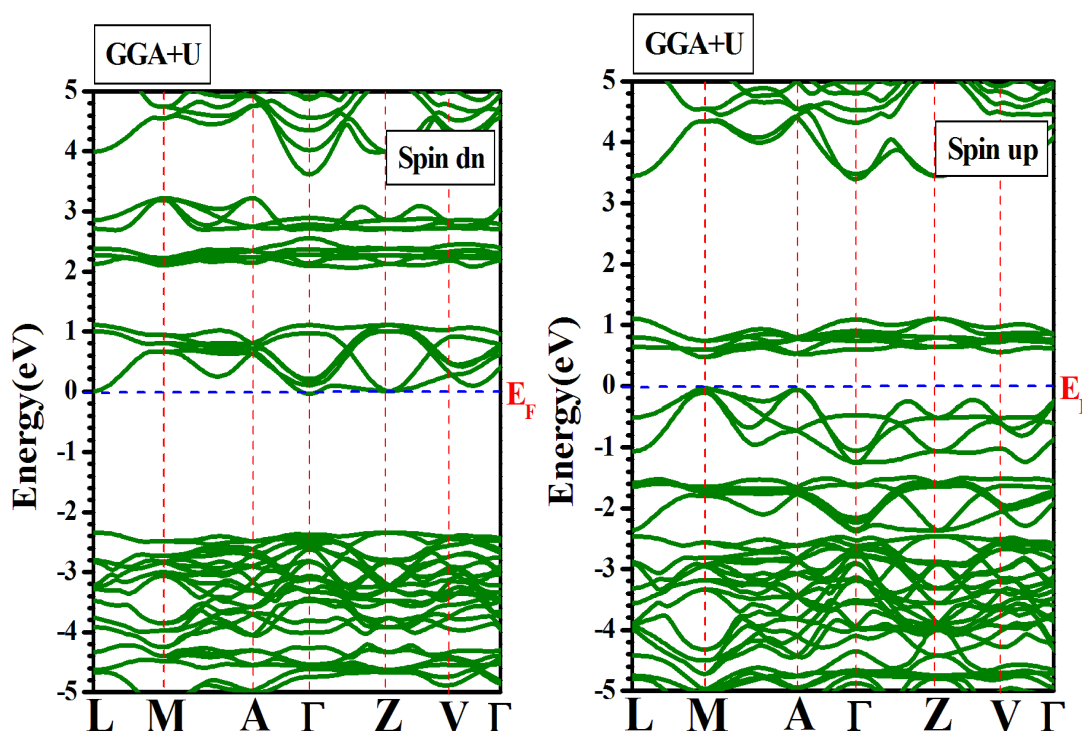 GGA+U
Spin dn
Energy(eV)
5
4
3
2
1
0
-1
-2
-3
-4
-5
E_F
L M A Γ Z V Γ
GGA+U
Spin up
Energy(eV)
5
4
3
2
1
0
-1
-2
-3
-4
-5
L M A Γ Z V Γ